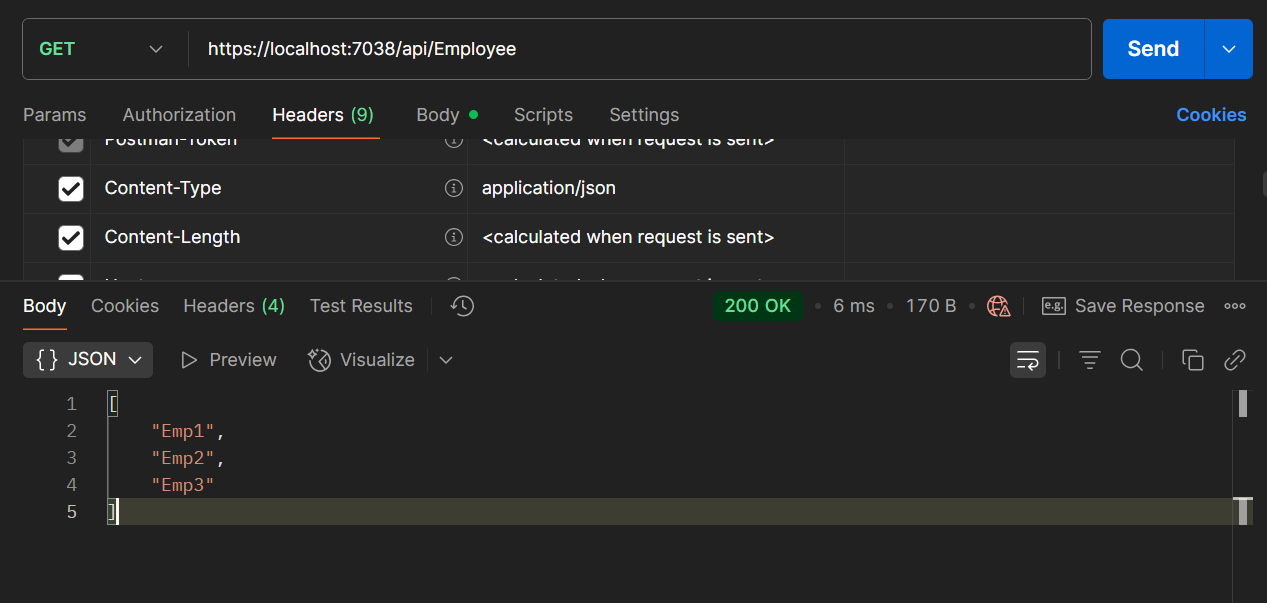 GET https://localhost:7038/api/Employee Send
Params Authorization Headers (9) Body Scripts Settings Cookies
Postman-Token <calculated when request is sent>
Content-Type application/json
Content-Length <calculated when request is sent>
Body Cookies Headers (4) Test Results 200 OK 6 ms 170 B e.g. Save Response
{} JSON Preview Visualize
1 [
2 "Emp1",
3 "Emp2",
4 "Emp3"
5 ]